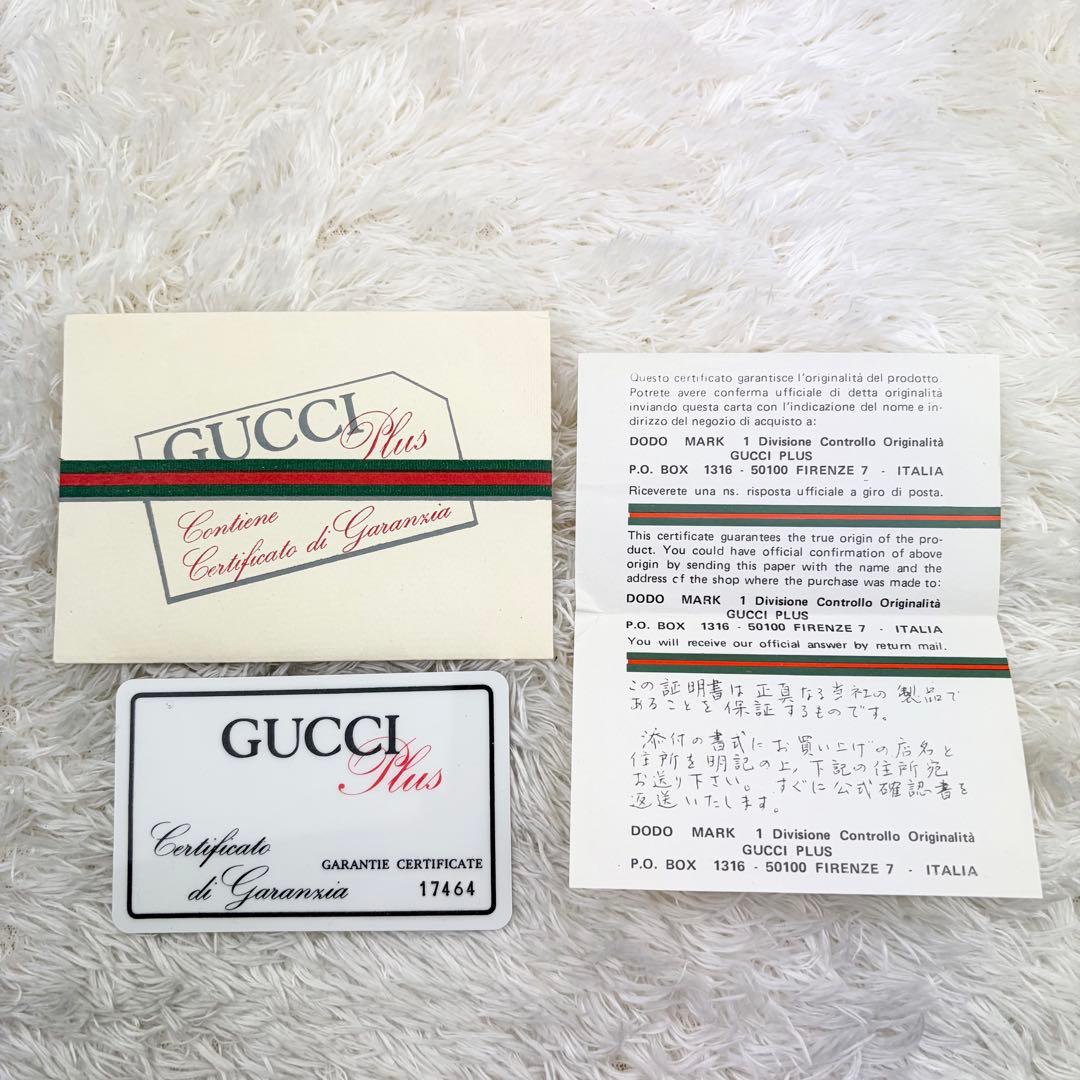 GUCCI
Plus
Contiene
Certificato di Garanzia
GUCCI
Plus
Certificato
di Garanzia
GARANTIE CERTIFICATE
17464
Questo certificato garantisce l'originalità del prodotto.
Potrete avere conferma ufficiale di detta originalità
inviando questa carta con l'indicazione del nome e in-
dirizzo del negozio di acquisto a:
DODO MARK 1 Divisione Controllo Originalità
GUCCI PLUS
P.O. BOX 1316 - 50100 FIRENZE 7 - ITALIA
Riceverete una ns. risposta ufficiale a giro di posta.
This certificate guarantees the true origin of the pro-
duct. You could have official confirmation of above
origin by sending this paper with the name and the
address of the shop where the purchase was made to:
DODO MARK 1 Divisione Controllo Originalità
GUCCI PLUS
P.O. BOX 1316 - 50100 FIRENZE 7 - ITALIA
You will receive our official answer by return mail.
この証明書は正真なる当社の製品で
あることを保証するものです。
添付の書式にお買い上げの店名と
住所を明記の上、下記の住所宛
お送り下さい。すぐに公式確認書を
返送いたします。
DODO MARK 1 Divisione Controllo Originalità
GUCCI PLUS
P.O. BOX 1316 - 50100 FIRENZE 7 - ITALIA